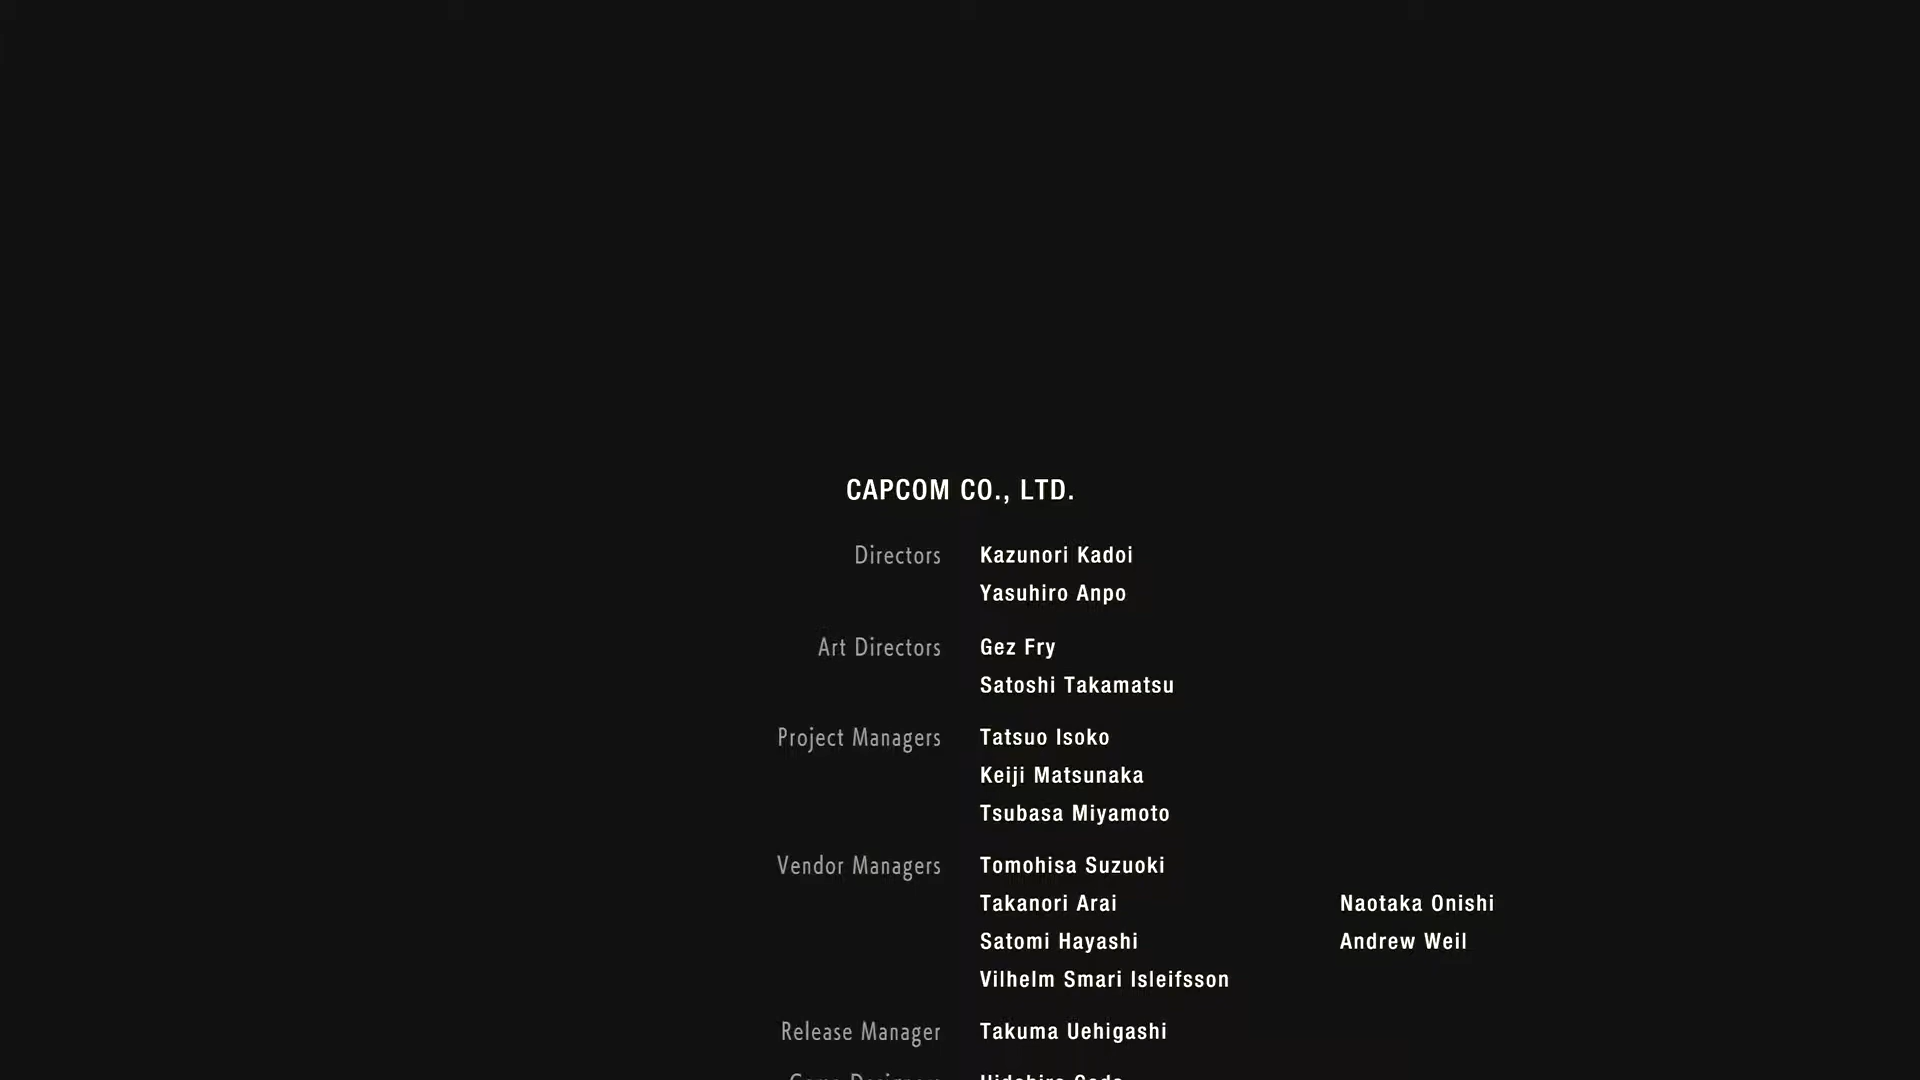 CAPCOM CO., LTD.
Directors Kazunori Kadoi
Yasuhiro Anpo
Art Directors Gez Fry
Satoshi Takamatsu
Project Managers Tatsuo Isoko
Keiji Matsunaka
Tsubasa Miyamoto
Vendor Managers Tomohisa Suzuoki
Takanori Arai Naotaka Onishi
Satomi Hayashi Andrew Weil
Vilhelm Smari Isleifsson
Release Manager Takuma Uehigashi